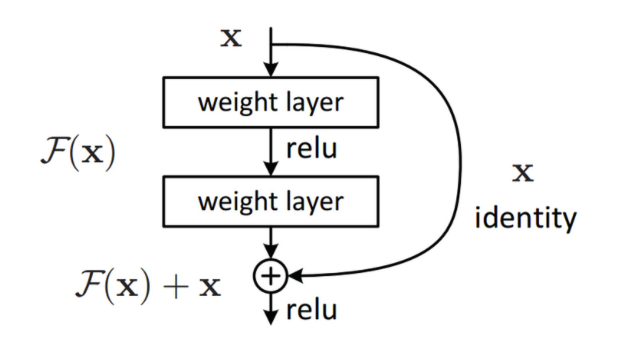 x
weight layer
relu
F(x)
weight layer
x
identity
F(x) + x
relu